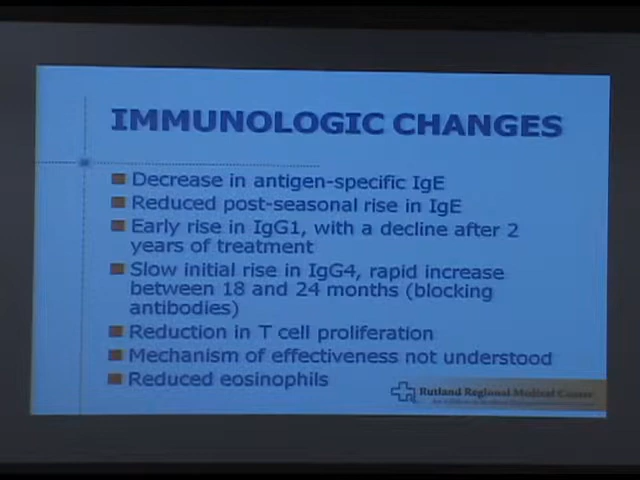 IMMUNOLOGIC CHANGES
Decrease in antigen-specific IgE
Reduced post-seasonal rise in IgE
Early rise in IgG1, with a decline after 2
years of treatment
Slow initial rise in IgG4, rapid increase
between 18 and 24 months (blocking
antibodies)
Reduction in T cell proliferation
Mechanism of effectiveness not understood
Reduced eosinophils
Rutland Regional Medical Center